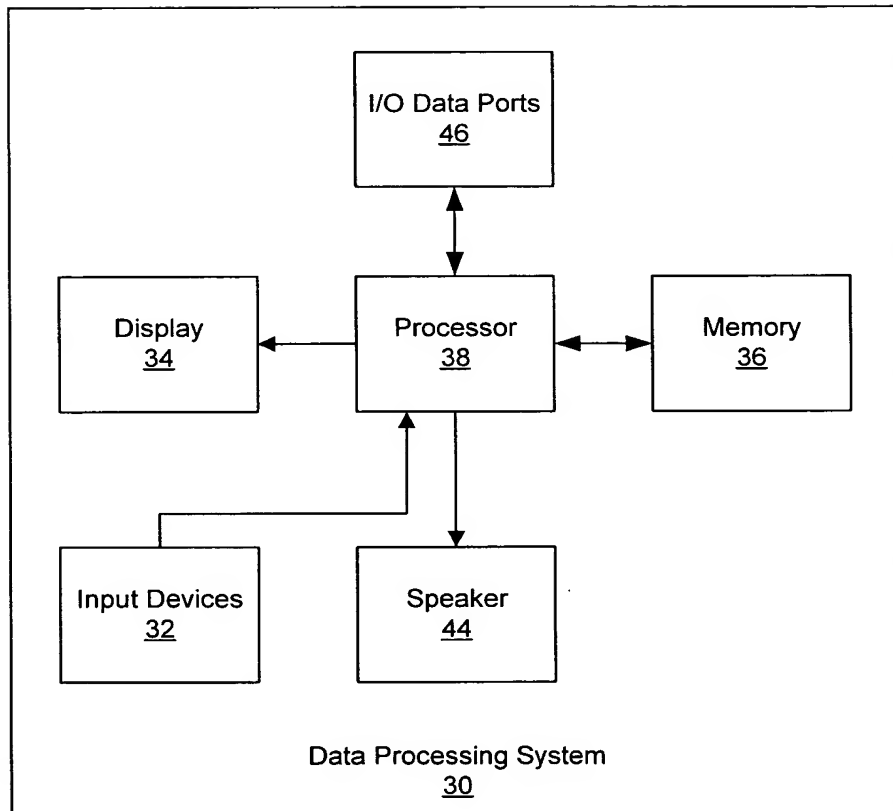 I/O Data Ports
46
Display
34
Processor
38
Memory
36
Input Devices
32
Speaker
44
Data Processing System
30